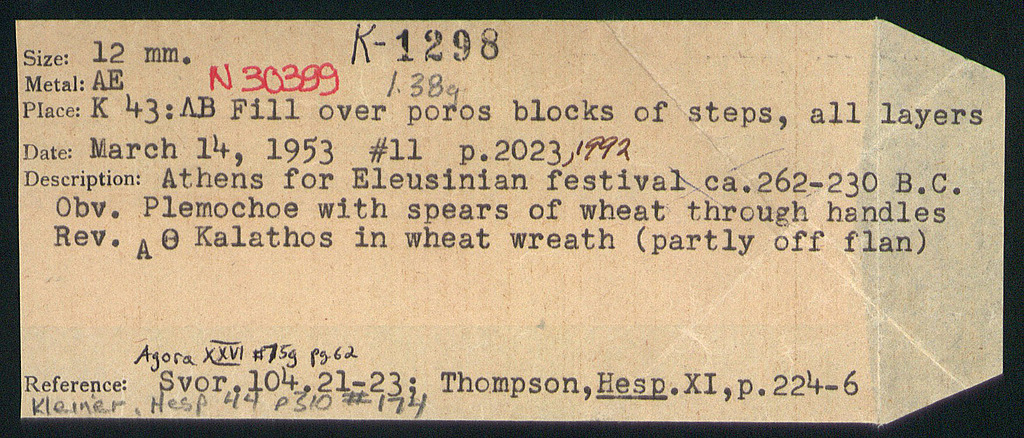 Size: 12 mm. K-1298
Metal: AE N 30399 1.38g
Place: K 43:ΛB Fill over poros blocks of steps, all layers
Date: March 14, 1953 #11 p.2023,1992
Description: Athens for Eleusinian festival ca.262-230 B.C.
Obv. Plemochoe with spears of wheat through handles
Rev. A Θ Kalathos in wheat wreath (partly off flan)
Agora XXVI #75g pg.62
Reference: Svor.104.21-23; Thompson,Hesp.XI,p.224-6
Kleiner, Hesp 44 p310 #174